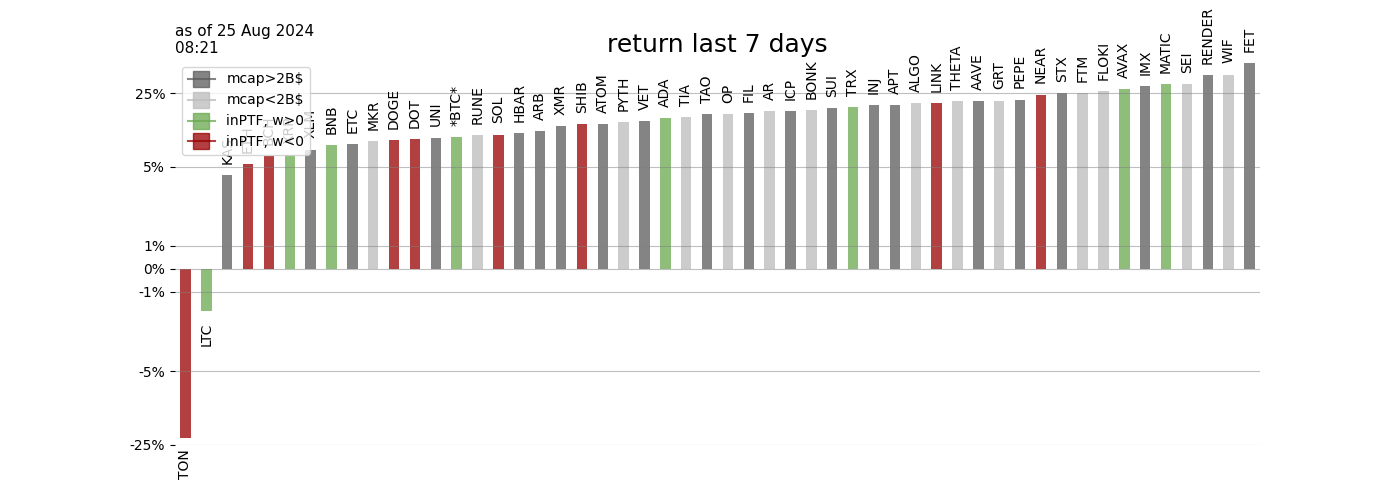 as of 25 Aug 2024
08:21
return last 7 days
mcap>2B$
mcap<2B$
inPTF, w>0
inPTF, w<0
25%
5%
1%
0%
-1%
-5%
-25%
TON
LTC
KAS
ETH
BCH
XLM
BNB
ETC
MKR
DOGE
DOT
UNI
*BTC*
RUNE
SOL
HBAR
ARB
XMR
SHIB
ATOM
PYTH
VET
ADA
TIA
TAO
OP
FIL
AR
ICP
BONK
SUI
TRX
INJ
APT
ALGO
LINK
THETA
AAVE
GRT
PEPE
NEAR
STX
FTM
FLOKI
AVAX
IMX
MATIC
SEI
RENDER
WIF
FET